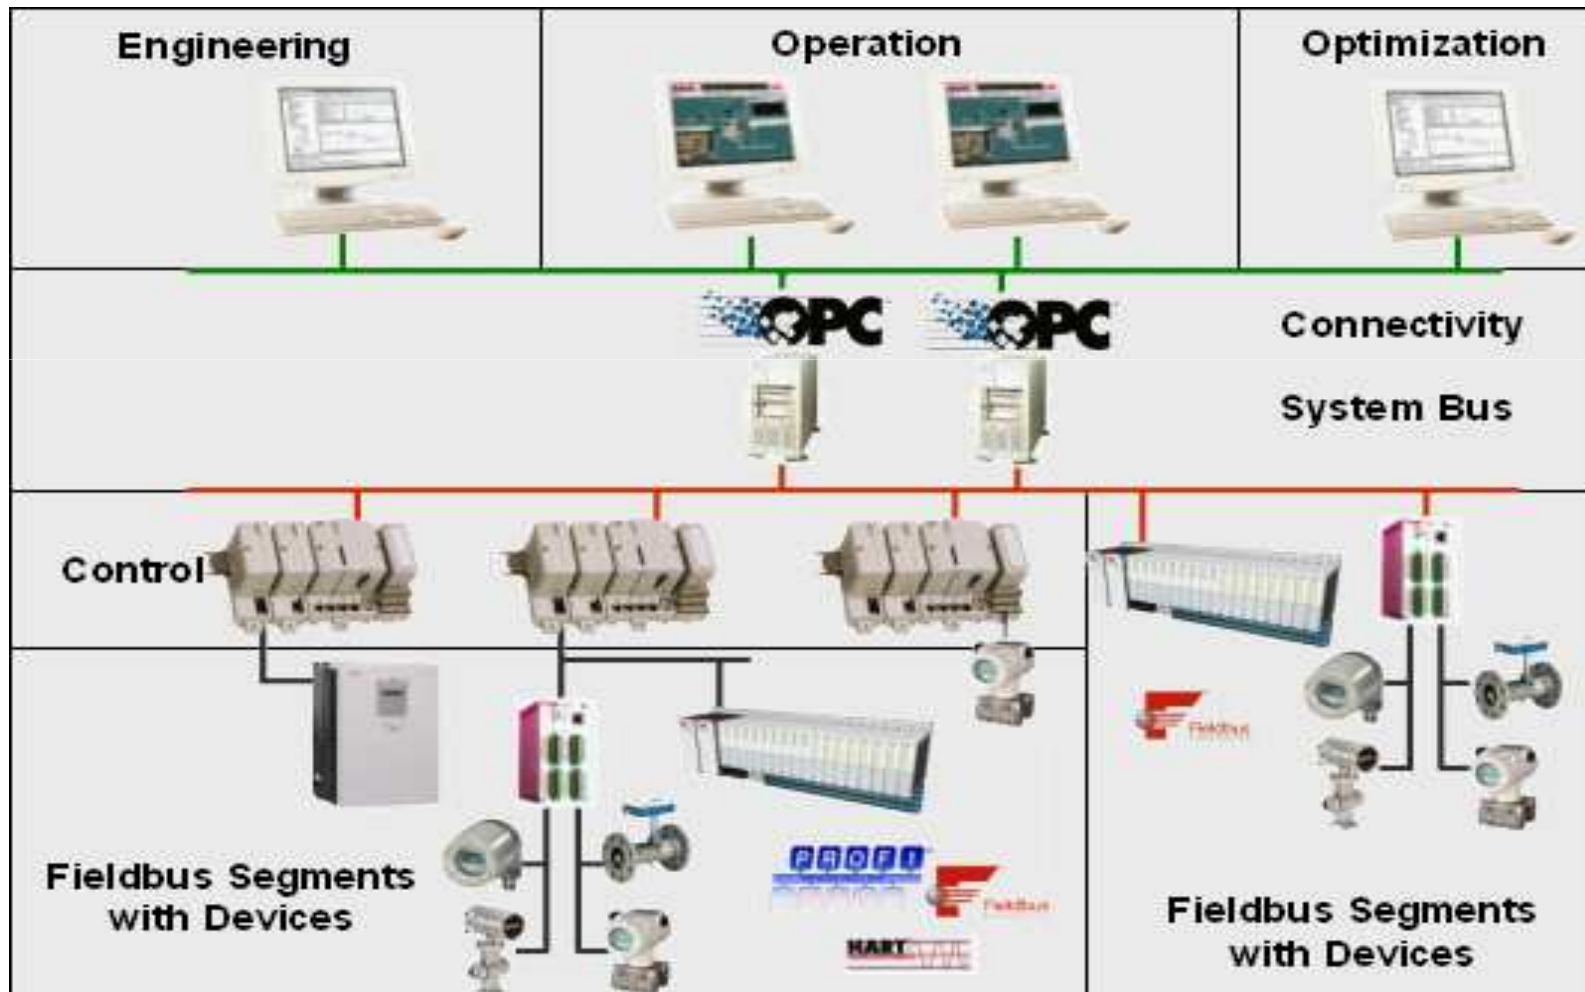 Engineering
Operation
Optimization
OPC
OPC
Connectivity
System Bus
Control
Fieldbus
PROFI
Fieldbus
HART
Fieldbus Segments
with Devices
Fieldbus Segments
with Devices